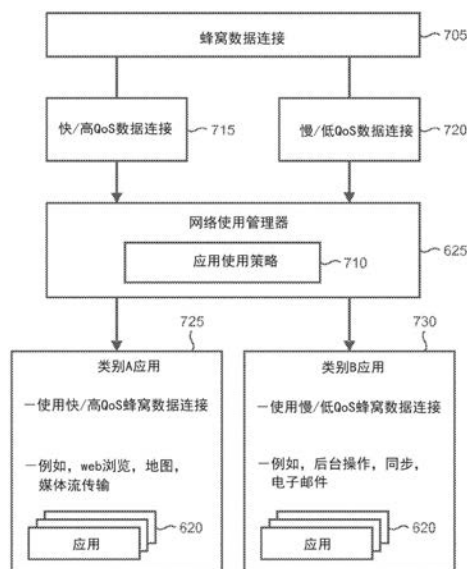 蜂窝数据连接
705
快/高QoS数据连接
715
慢/低QoS数据连接
720
网络使用管理器
625
应用使用策略
710
725
类别A应用
—使用快/高QoS蜂窝数据连接
—例如，web浏览，地图，
媒体流传输
620
应用
730
类别B应用
—使用慢/低QoS蜂窝数据连接
—例如，后台操作，同步，
电子邮件
620
应用